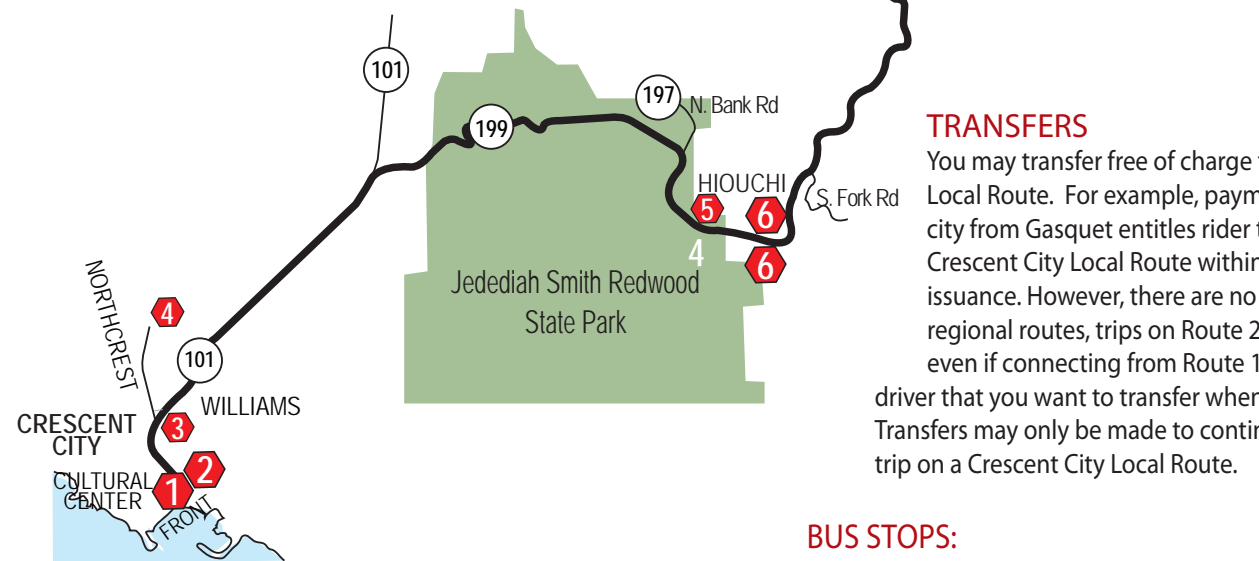 101
197
N. Bank Rd
199
HIOUCHI
5
6
S. Fork Rd
4
6
Jedediah Smith Redwood
State Park
NORTHCREST
4
101
WILLIAMS
CRESCENT
CITY
3
2
CULTURAL
CENTER
1
FRONT
TRANSFERS
You may transfer free of charge
Local Route. For example, paym
city from Gasquet entitles rider t
Crescent City Local Route within
issuance. However, there are no
regional routes, trips on Route 2
even if connecting from Route 1
driver that you want to transfer when
Transfers may only be made to contin
trip on a Crescent City Local Route.
BUS STOPS: